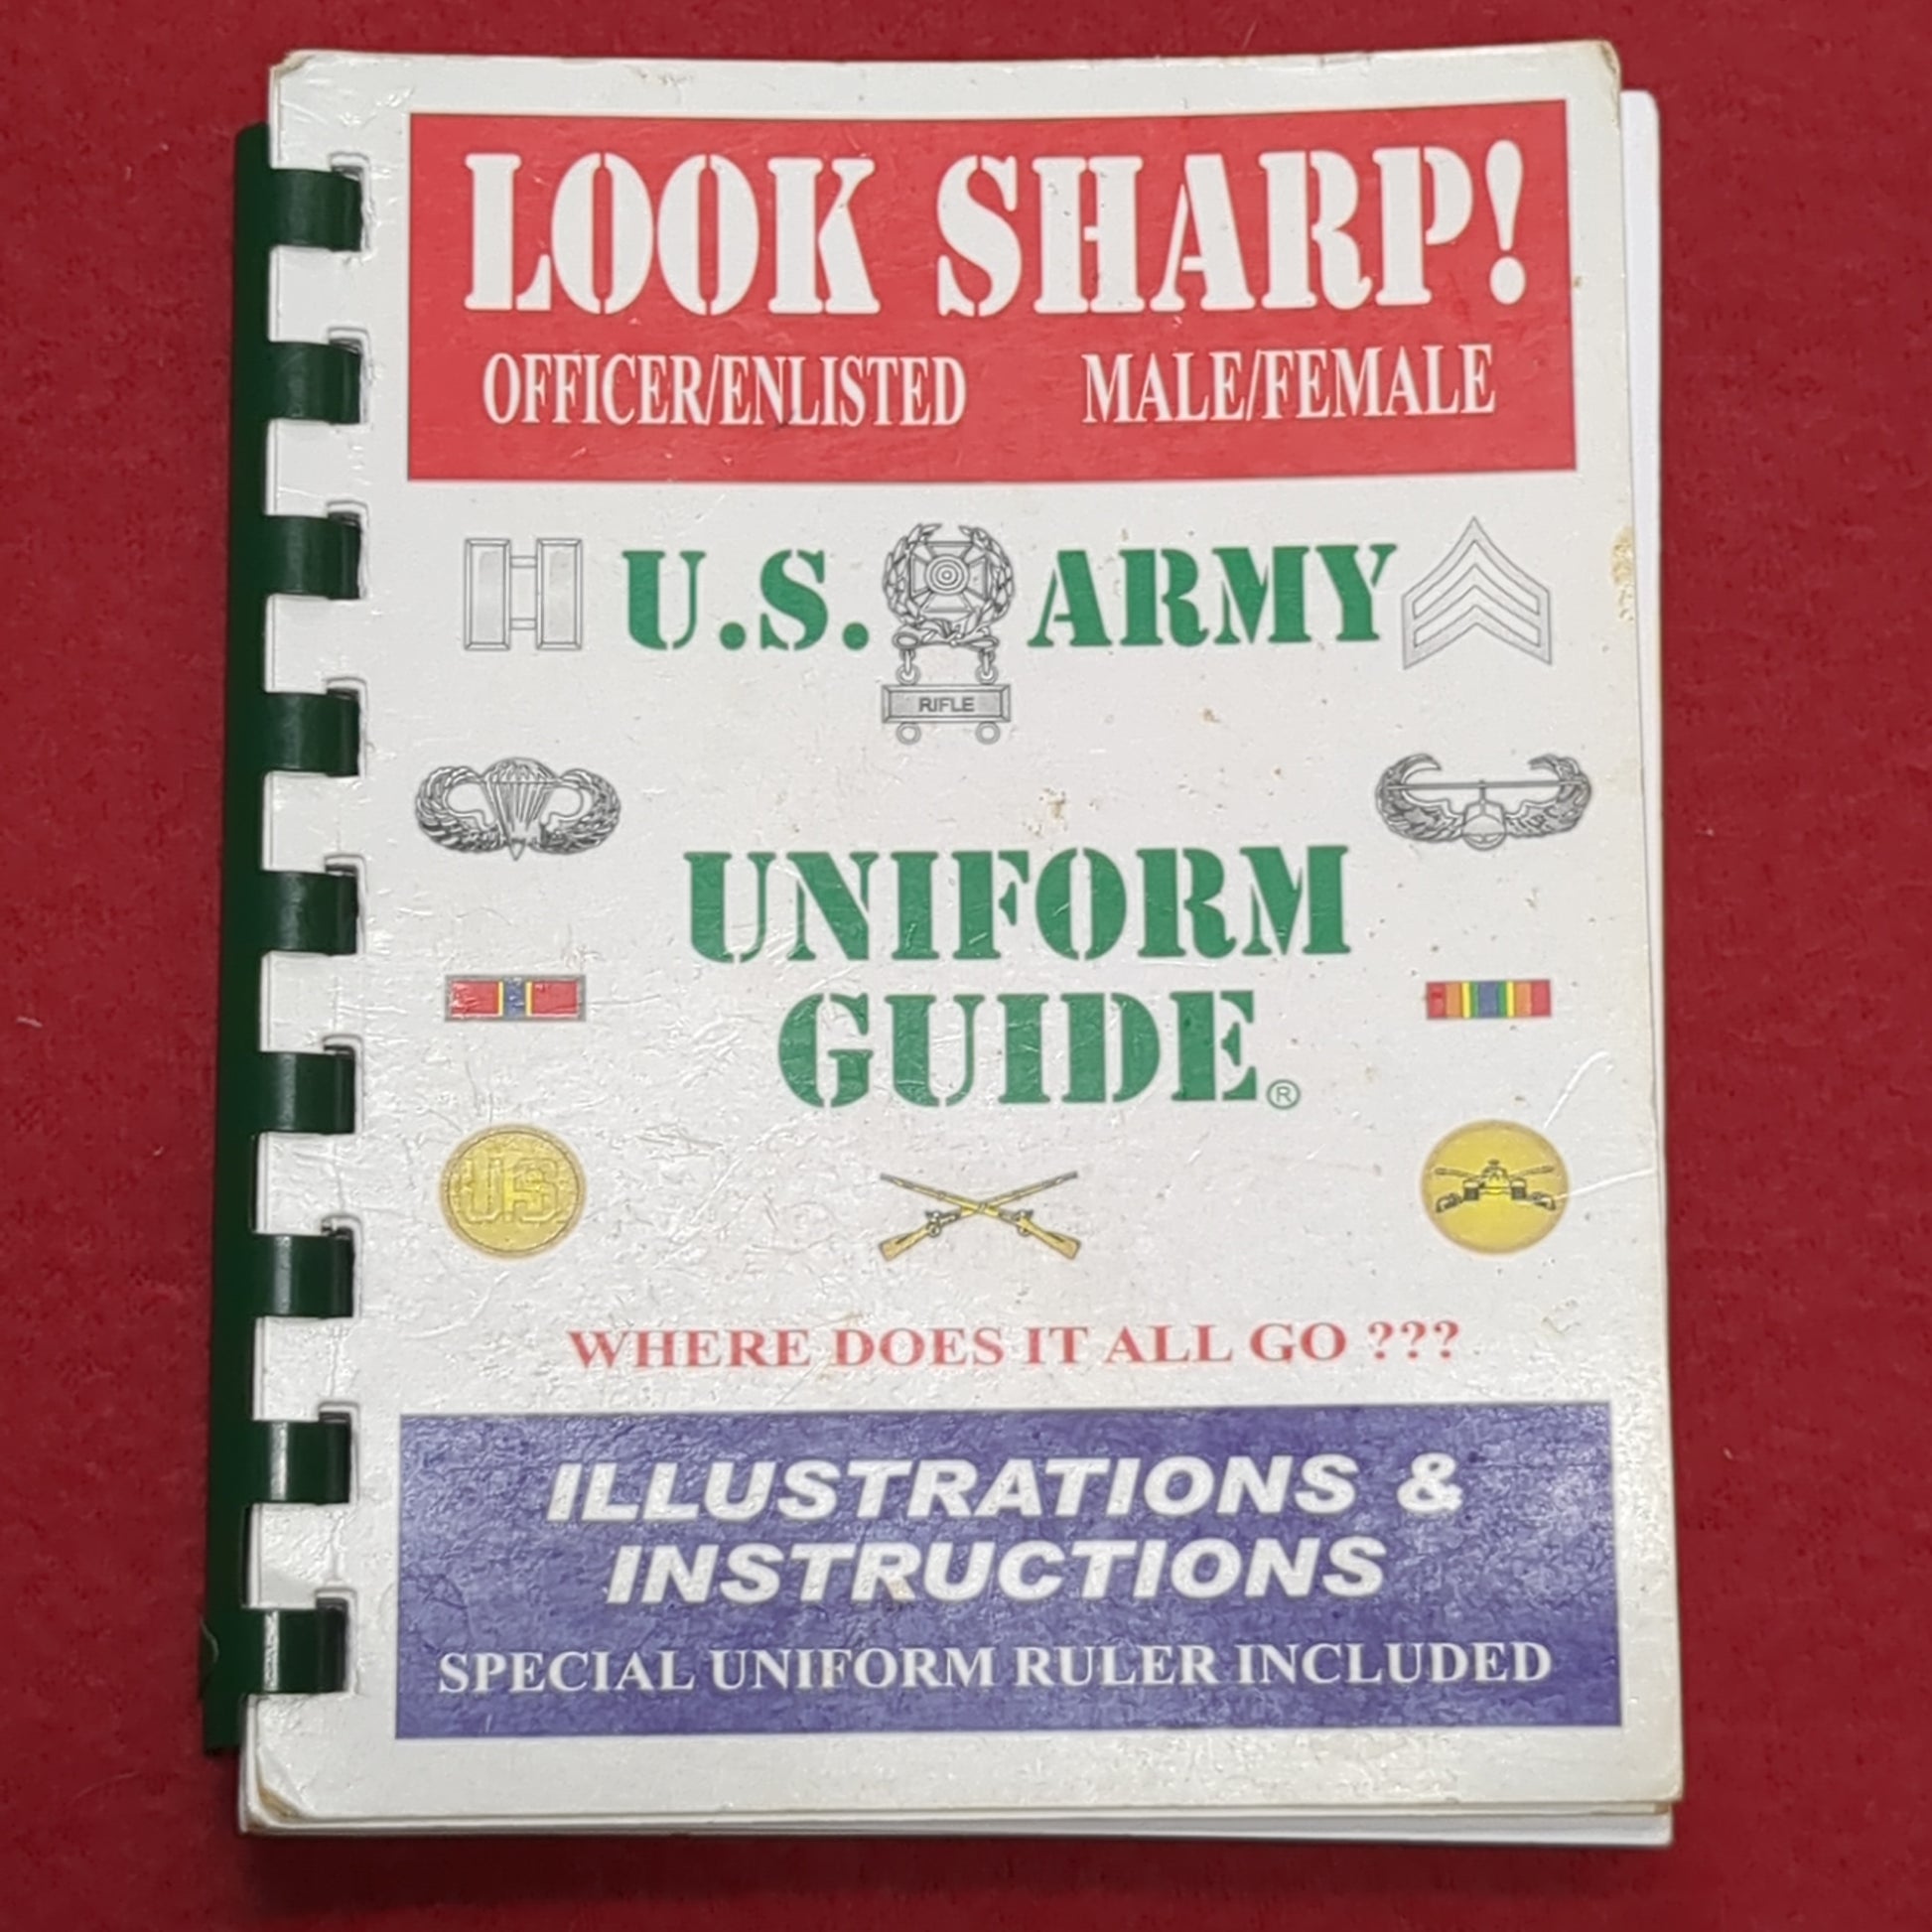 LOOK SHARP!
OFFICER/ENLISTED MALE/FEMALE
U.S. ARMY
RIFLE
UNIFORM
GUIDE®
U.S
WHERE DOES IT ALL GO ???
ILLUSTRATIONS &
INSTRUCTIONS
SPECIAL UNIFORM RULER INCLUDED